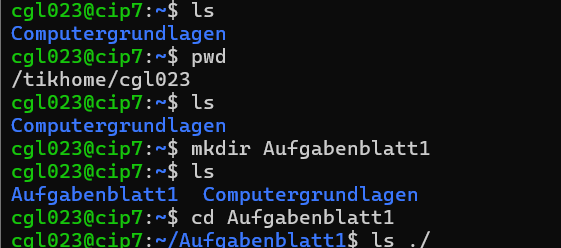 cgl023@cip7:~$ ls
Computergrundlagen
cgl023@cip7:~$ pwd
/tikhome/cgl023
cgl023@cip7:~$ ls
Computergrundlagen
cgl023@cip7:~$ mkdir Aufgabenblatt1
cgl023@cip7:~$ ls
Aufgabenblatt1  Computergrundlagen
cgl023@cip7:~$ cd Aufgabenblatt1
cgl023@cip7:~/Aufgabenblatt1$ ls ./